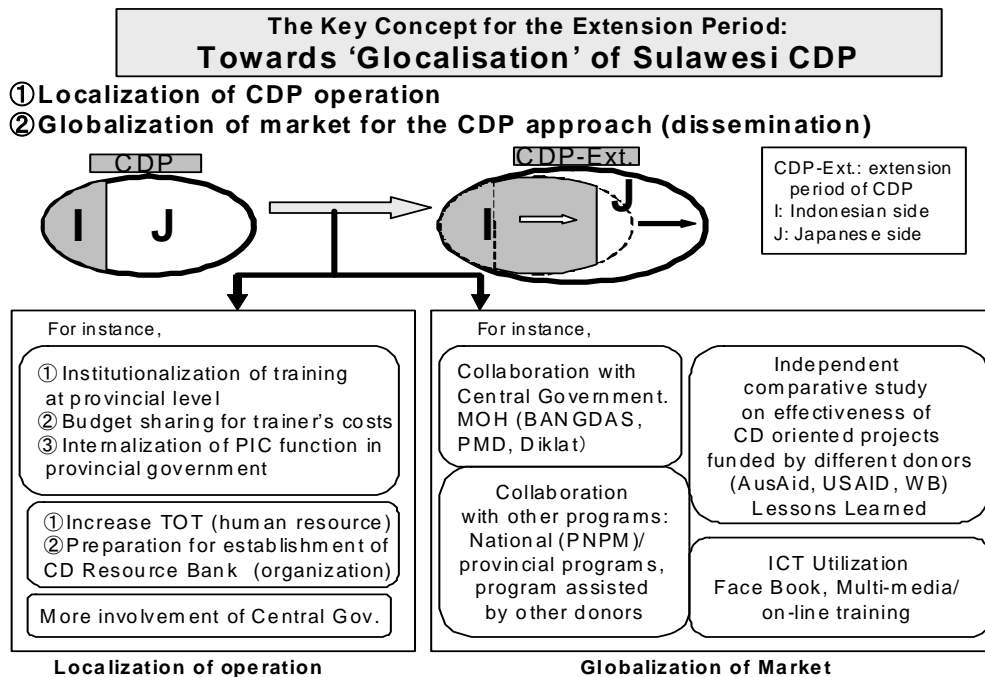 The Key Concept for the Extension Period:
Towards ‘Glocalisation’ of Sulawesi CDP
①Localization of CDP operation
②Globalization of market for the CDP approach (dissemination)
CDP
I
J
CDP-Ext.
I
J
CDP-Ext.: extension
period of CDP
I: Indonesian side
J: Japanese side
For instance,
① Institutionalization of training
at provincial level
② Budget sharing for trainer's costs
③ Internalization of PIC function in
provincial government
① Increase TOT (human resource)
② Preparation for establishment of
CD Resource Bank (organization)
More involvement of Central Gov.
Localization of operation
For instance,
Collaboration with
Central Government.
MOH (BANGDAS,
PMD, Diklat)
Collaboration
with other programs:
National (PNPM)/
provincial programs,
program assisted
by other donors
Independent
comparative study
on effectiveness of
CD oriented projects
funded by different donors
(AusAid, USAID, WB)
Lessons Learned
ICT Utilization
Face Book, Multi-media/
on-line training
Globalization of Market